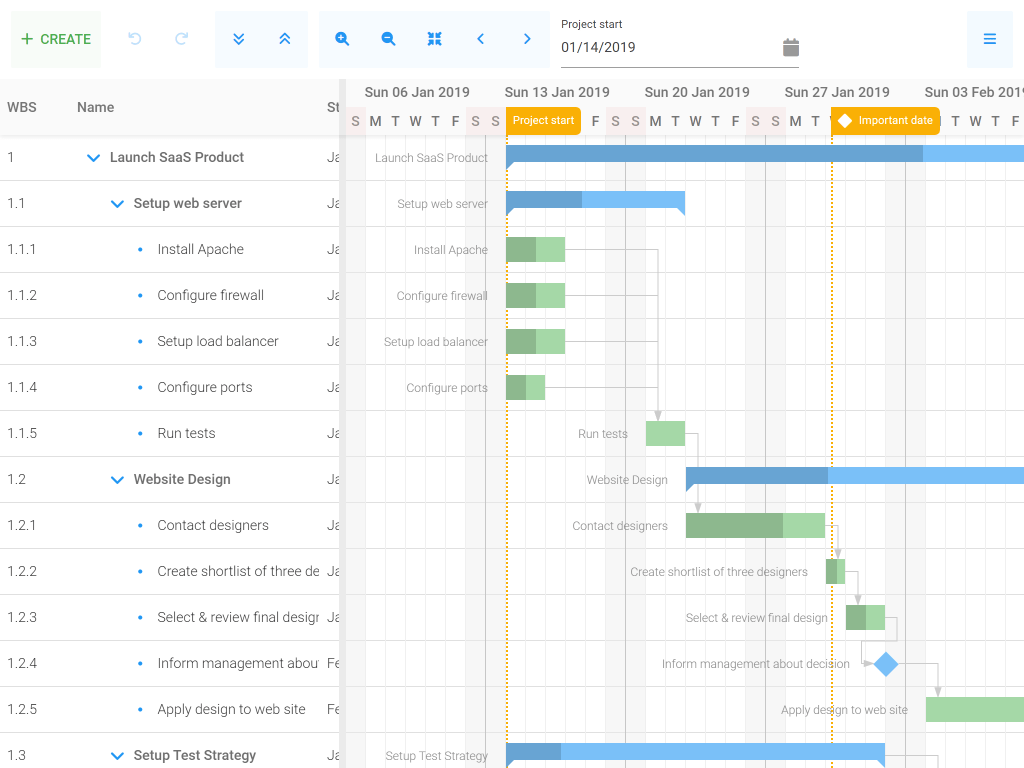 + CREATE
Project start
01/14/2019
WBS Name St
Sun 06 Jan 2019 Sun 13 Jan 2019 Sun 20 Jan 2019 Sun 27 Jan 2019 Sun 03 Feb 2019
S M T W T F S S Project start F S S M T W T F S S M T Important date T W T F
1 Launch SaaS Product Ja Launch SaaS Product
1.1 Setup web server Ja Setup web server
1.1.1 Install Apache Ja Install Apache
1.1.2 Configure firewall Ja Configure firewall
1.1.3 Setup load balancer Ja Setup load balancer
1.1.4 Configure ports Ja Configure ports
1.1.5 Run tests Ja Run tests
1.2 Website Design Ja Website Design
1.2.1 Contact designers Ja Contact designers
1.2.2 Create shortlist of three de Ja Create shortlist of three designers
1.2.3 Select & review final design Ja Select & review final design
1.2.4 Inform management abou Fe Inform management about decision
1.2.5 Apply design to web site Fe Apply design to web site
1.3 Setup Test Strategy Ja Setup Test Strategy